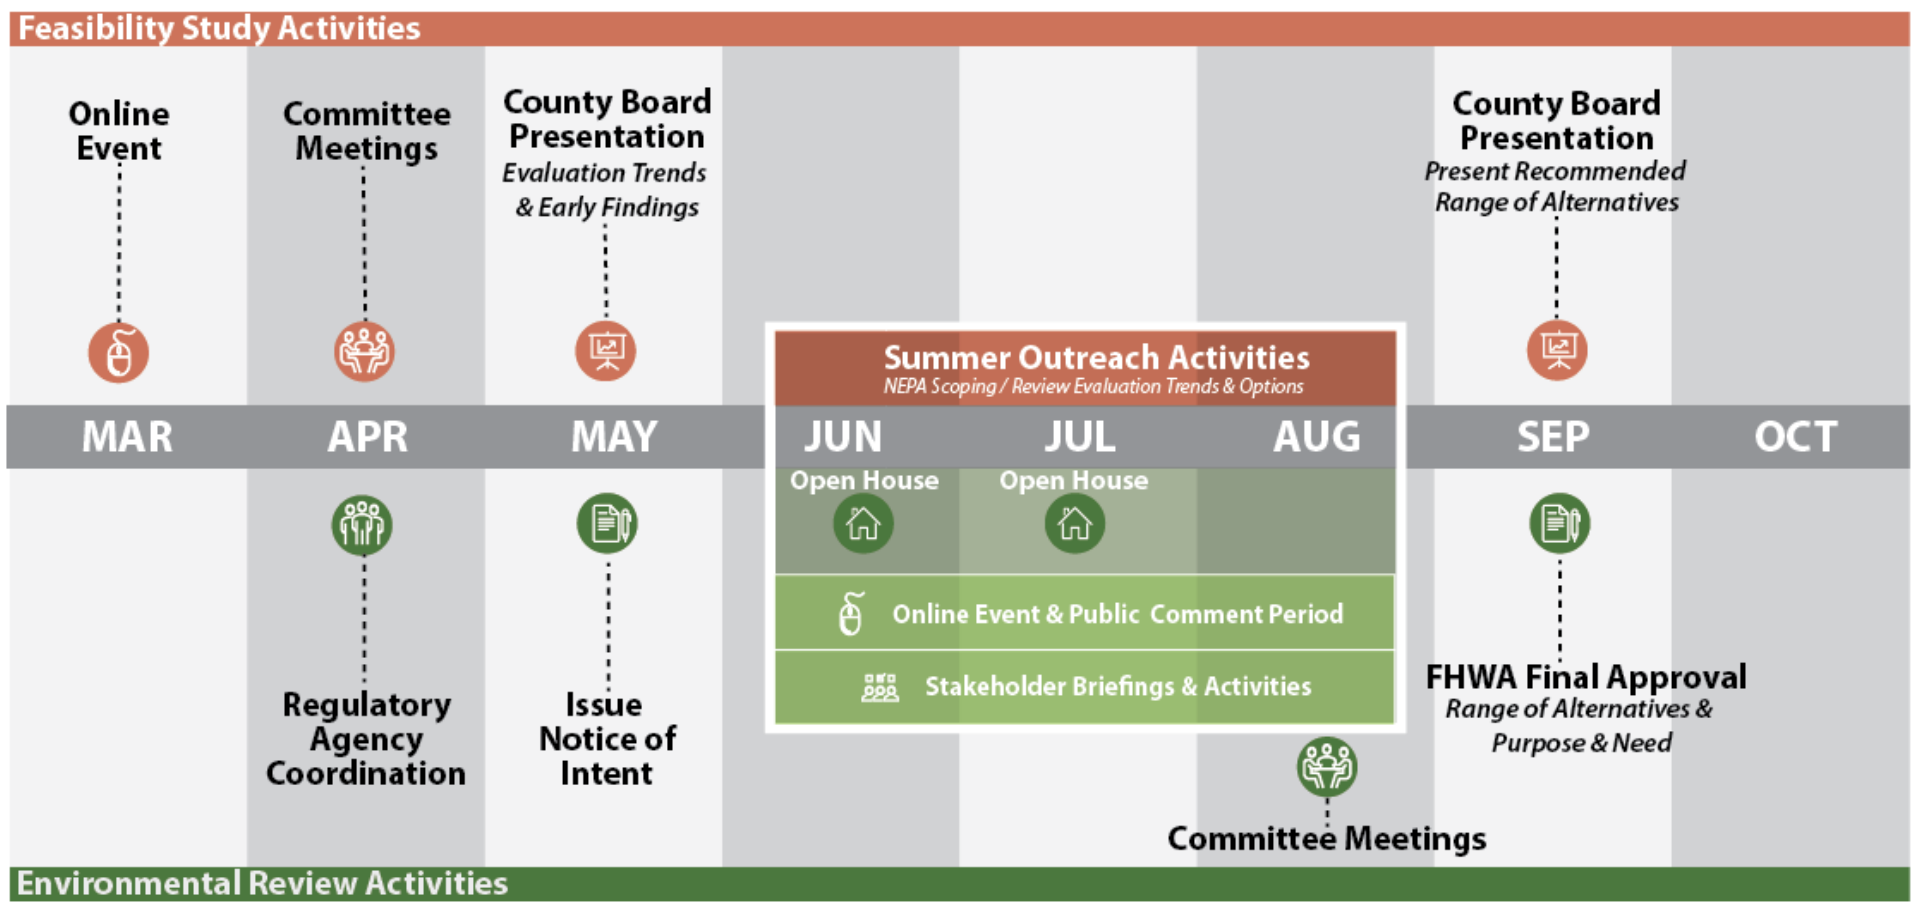 Feasibility Study Activities
Online
Event
Committee
Meetings
County Board
Presentation
Evaluation Trends
& Early Findings
County Board
Presentation
Present Recommended
Range of Alternatives
Summer Outreach Activities
NEPA Scoping / Review Evaluation Trends & Options
MAR
APR
MAY
JUN
JUL
AUG
SEP
OCT
Open House
Open House
Online Event & Public Comment Period
Stakeholder Briefings & Activities
Regulatory
Agency
Coordination
Issue
Notice of
Intent
Committee Meetings
FHWA Final Approval
Range of Alternatives &
Purpose & Need
Environmental Review Activities